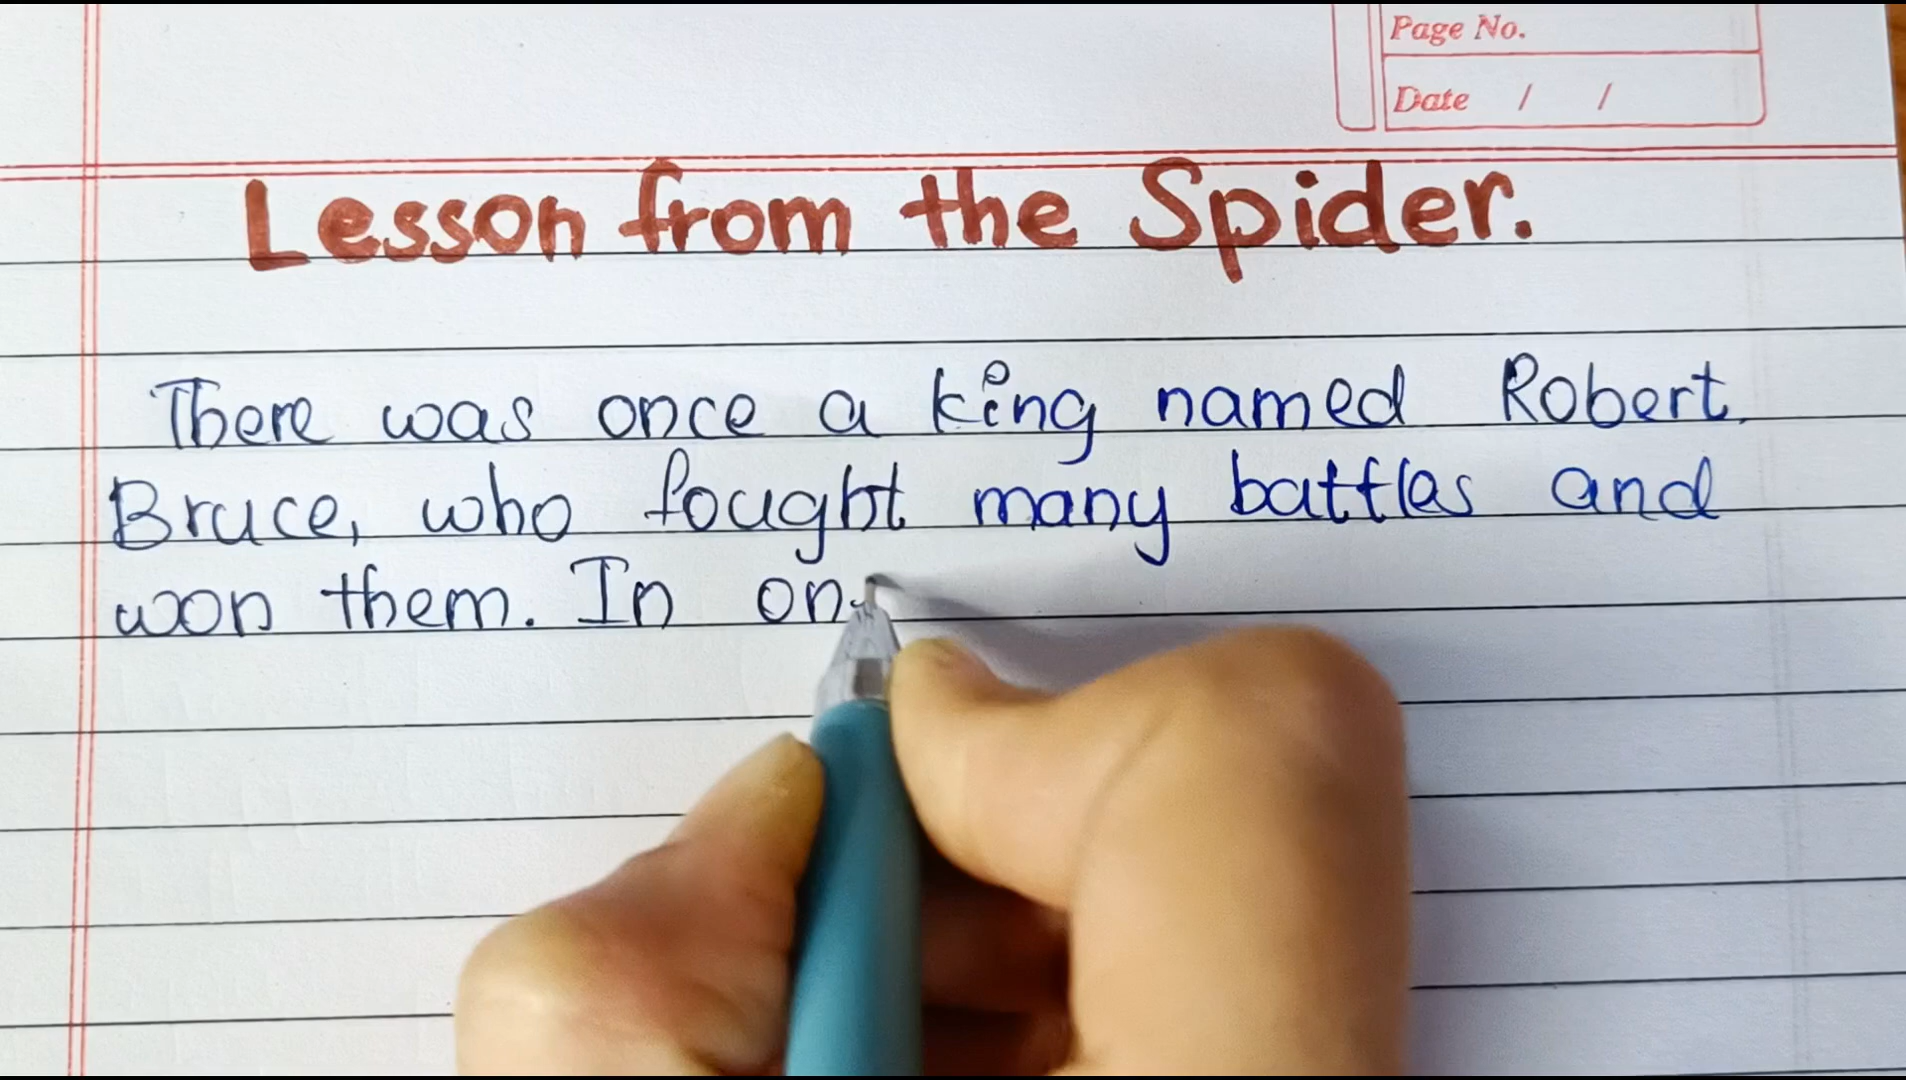 Page No.
Date / /
Lesson from the Spider.
There was once a king named Robert
Bruce, who fought many battles and
won them. In on